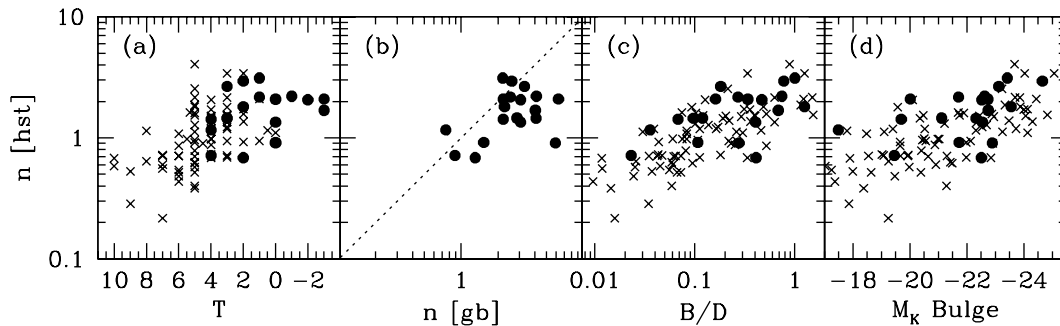 10
(a)
(b)
(c)
(d)
n [hst]
1
0.1
10 8 6 4 2 0 -2
1
0.01
0.1
1
-18 -20 -22 -24
T
n [gb]
B/D
M_K Bulge